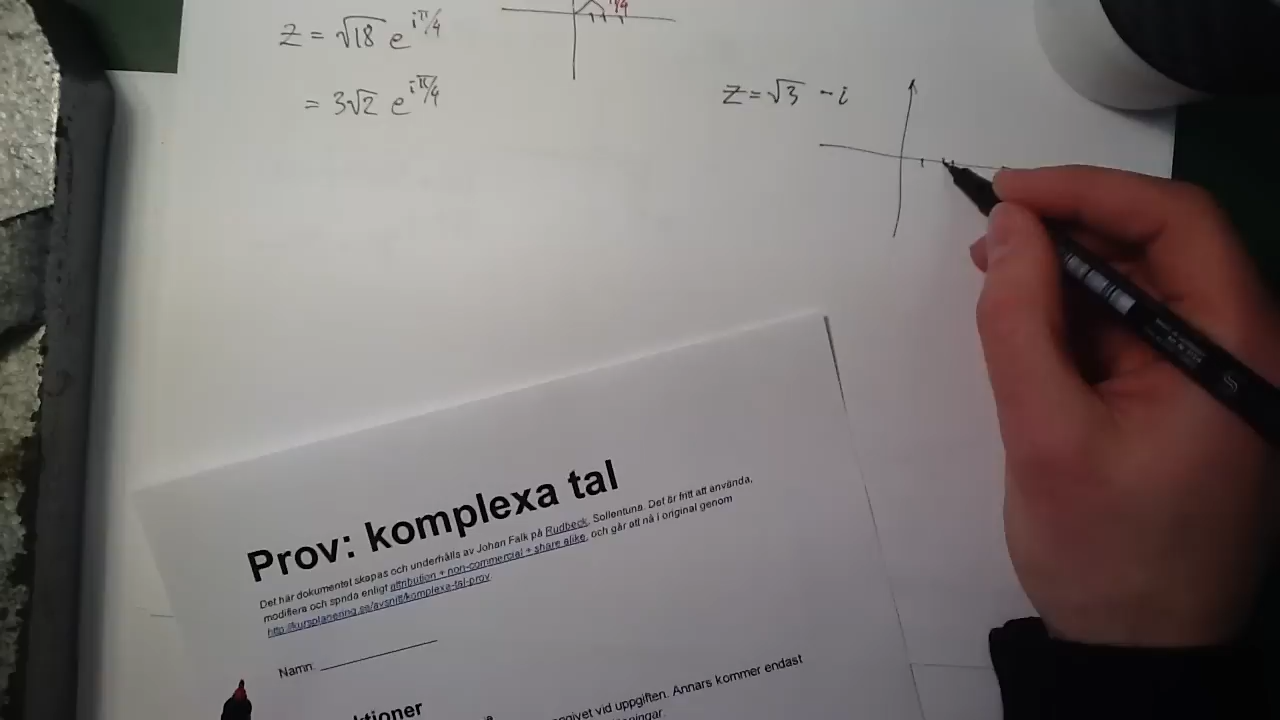 π/4
z = √18 e^{iπ/4}
= 3√2 e^{iπ/4}
z = √3 - i
Prov: komplexa tal
Det här dokumentet skapas och underhålls av Johan Falk på Rudbeck, Sollentuna. Det är fritt att använda,
modifiera och sprida enligt attribution + non-commercial + share alike, och går att nå i original genom
http://kursplanering.se/avsnitt/komplexa-tal-prov
Namn:
ktioner
angivet vid uppgiften. Annars kommer endast